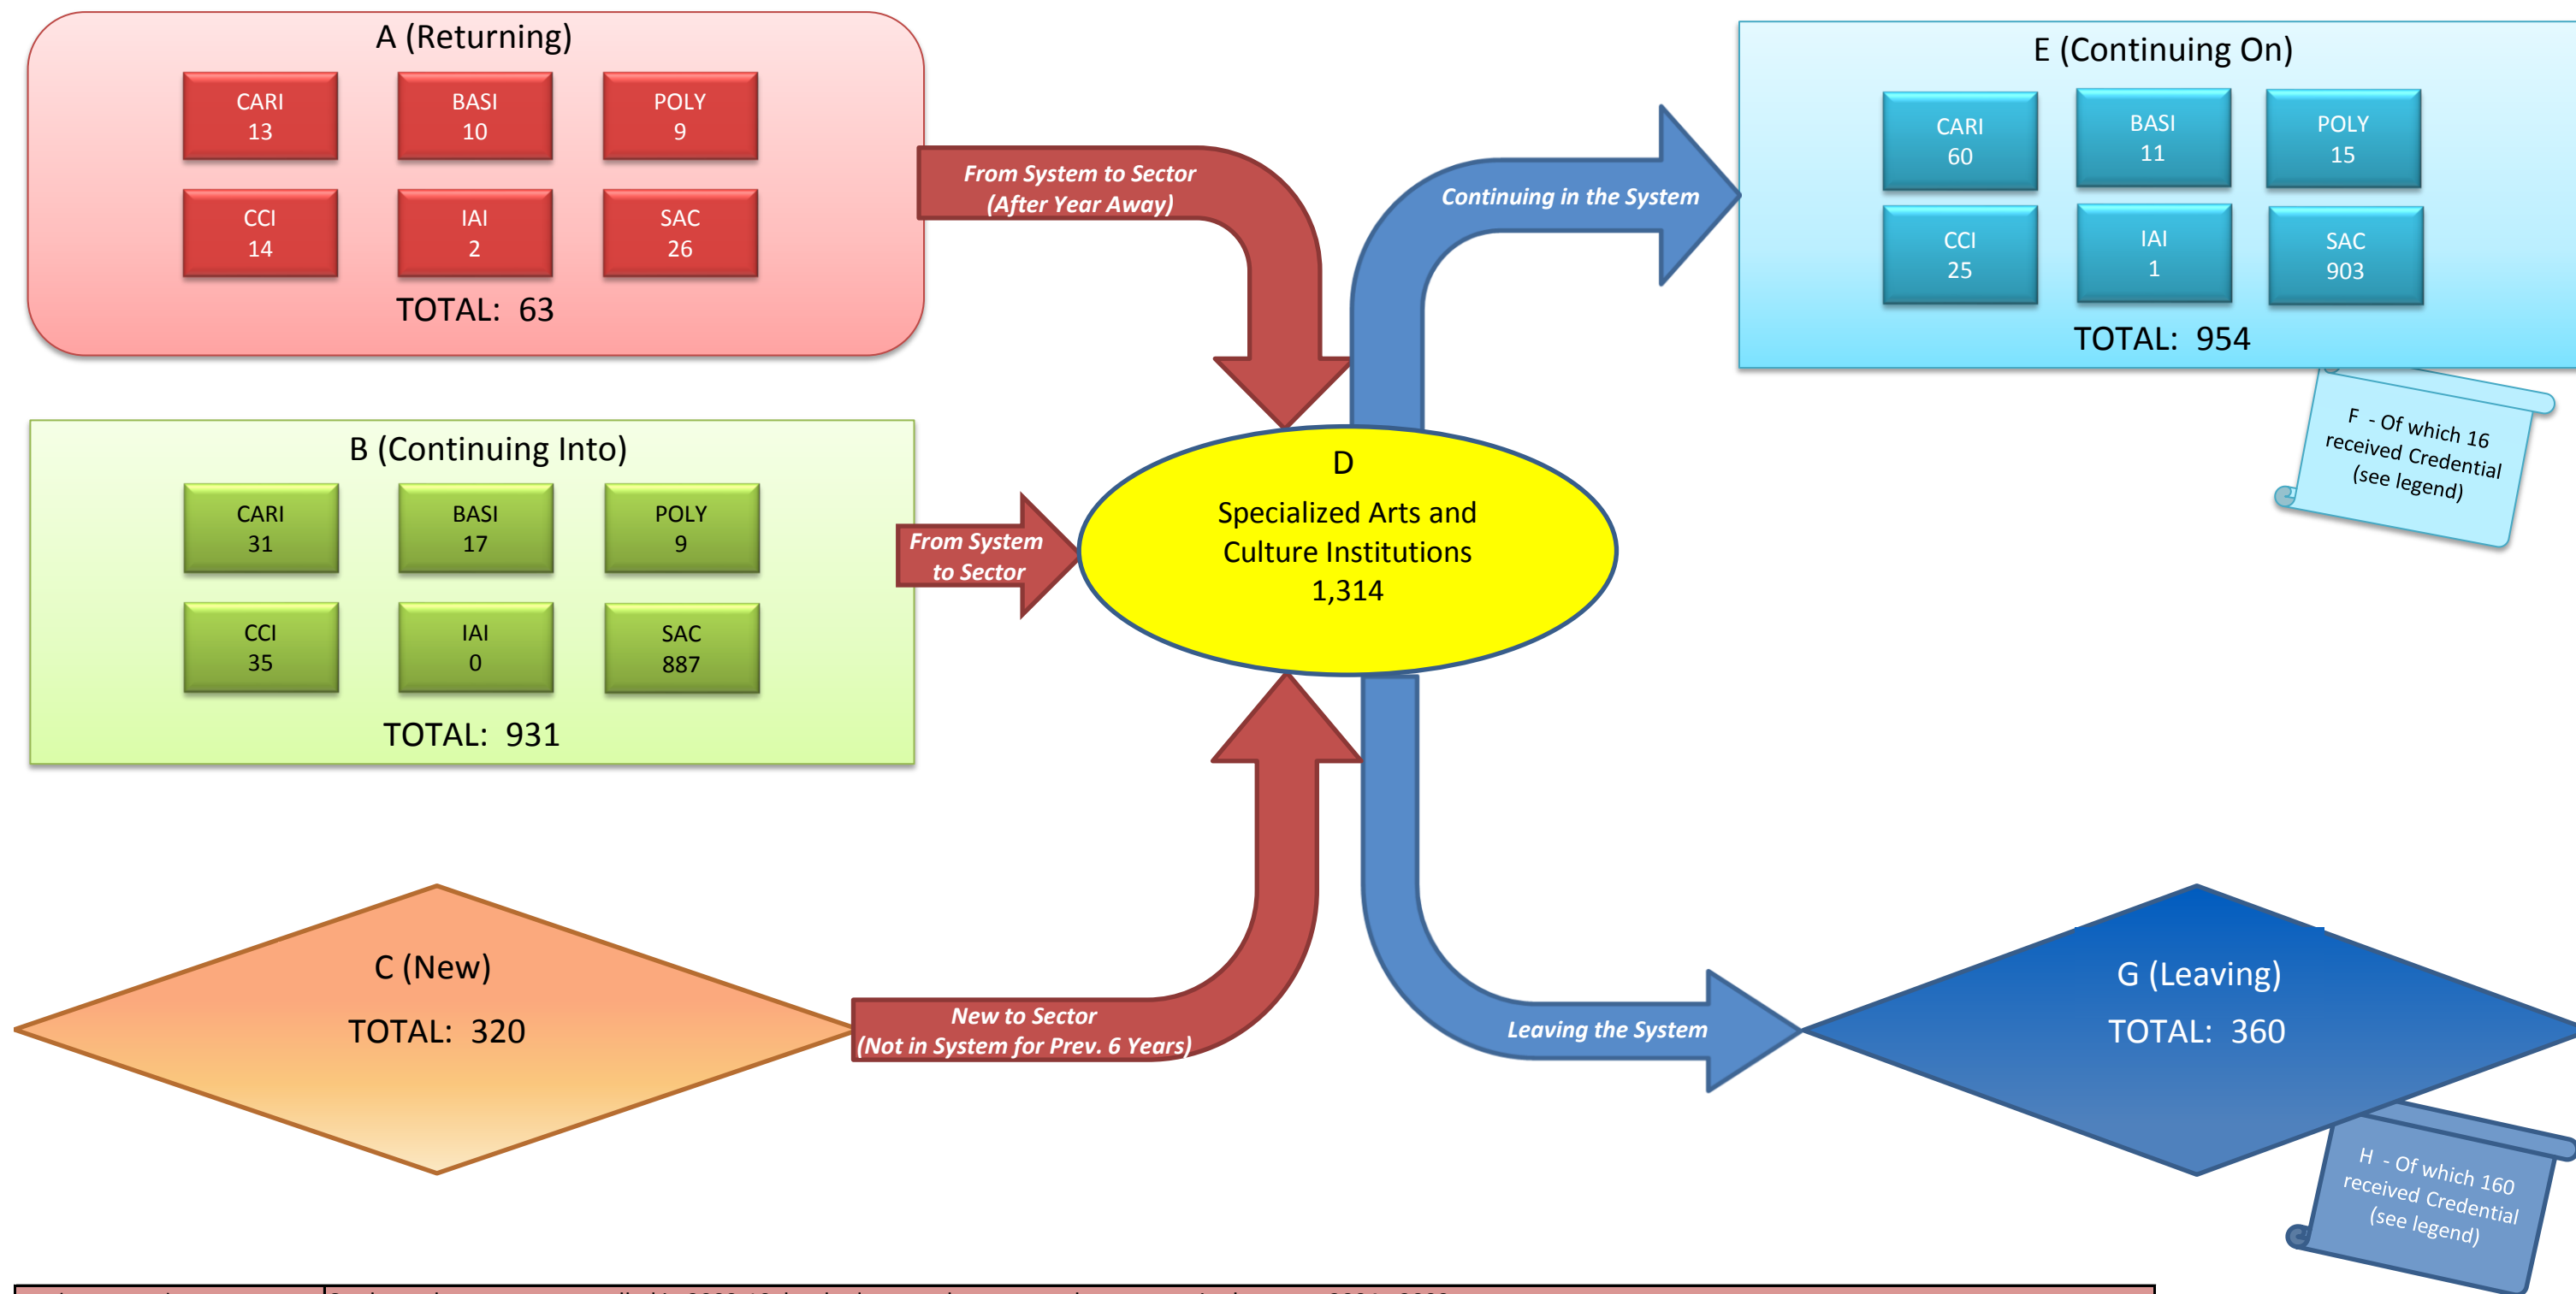 A (Returning)
CARI
13
BASI
10
POLY
9
CCI
14
IAI
2
SAC
26
TOTAL: 63
From System to Sector
(After Year Away)
Continuing in the System
E (Continuing On)
CARI
60
BASI
11
POLY
15
CCI
25
IAI
1
SAC
903
TOTAL: 954
F - Of which 16
received Credential
(see legend)
B (Continuing Into)
CARI
31
BASI
17
POLY
9
CCI
35
IAI
0
SAC
887
TOTAL: 931
From System
to Sector
D
Specialized Arts and
Culture Institutions
1,314
C (New)
TOTAL: 320
New to Sector
(Not in System for Prev. 6 Years)
Leaving the System
G (Leaving)
TOTAL: 360
H - Of which 160
received Credential
(see legend)